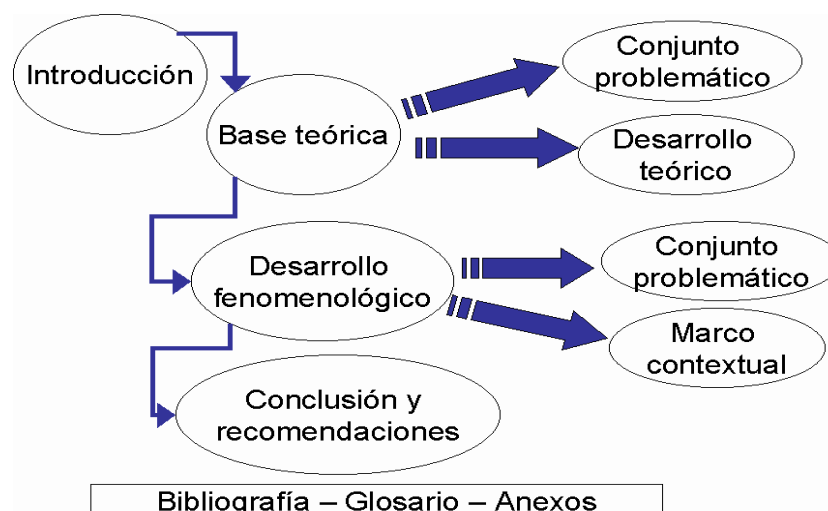 Introducción
Conjunto
problemático
Base teórica
Desarrollo
teórico
Desarrollo
fenomenológico
Conjunto
problemático
Marco
contextual
Conclusión y
recomendaciones
Bibliografía – Glosario – Anexos